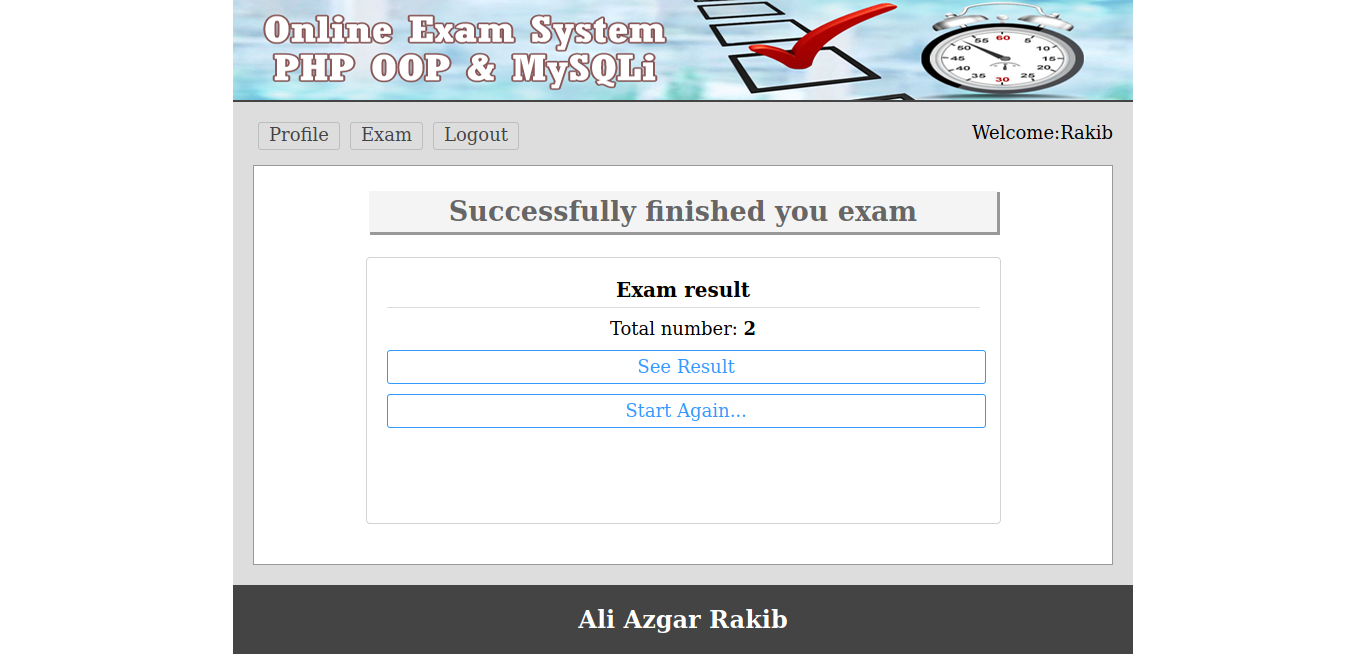 Online Exam System
PHP OOP & MySQLi
60
5
10
15
20
25
30
35
40
45
50
55
Profile Exam Logout Welcome:Rakib
Successfully finished you exam
Exam result
Total number: 2
See Result
Start Again...
Ali Azgar Rakib